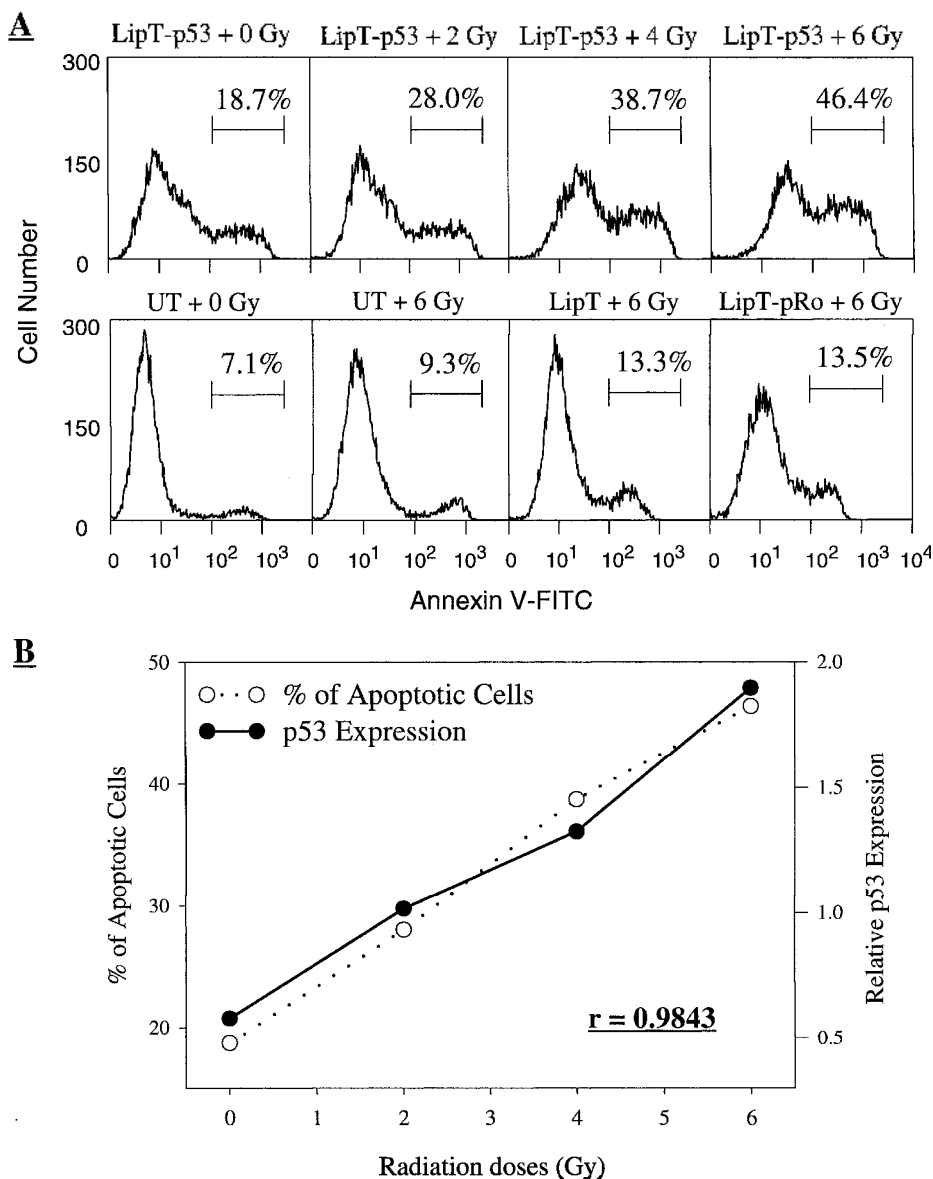 A
LipT-p53 + 0 Gy LipT-p53 + 2 Gy LipT-p53 + 4 Gy LipT-p53 + 6 Gy
300
18.7% 28.0% 38.7% 46.4%
150
0
Cell Number
UT + 0 Gy UT + 6 Gy LipT + 6 Gy LipT-pRo + 6 Gy
300
7.1% 9.3% 13.3% 13.5%
150
0
0 10¹ 10² 10³ 0 10¹ 10² 10³ 0 10¹ 10² 10³ 0 10¹ 10² 10³ 10⁴
Annexin V-FITC
B
50 2.0
% of Apoptotic Cells
p53 Expression
40
1.5
% of Apoptotic Cells
Relative p53 Expression
30
1.0
r = 0.9843
20
0.5
0 1 2 3 4 5 6
Radiation doses (Gy)